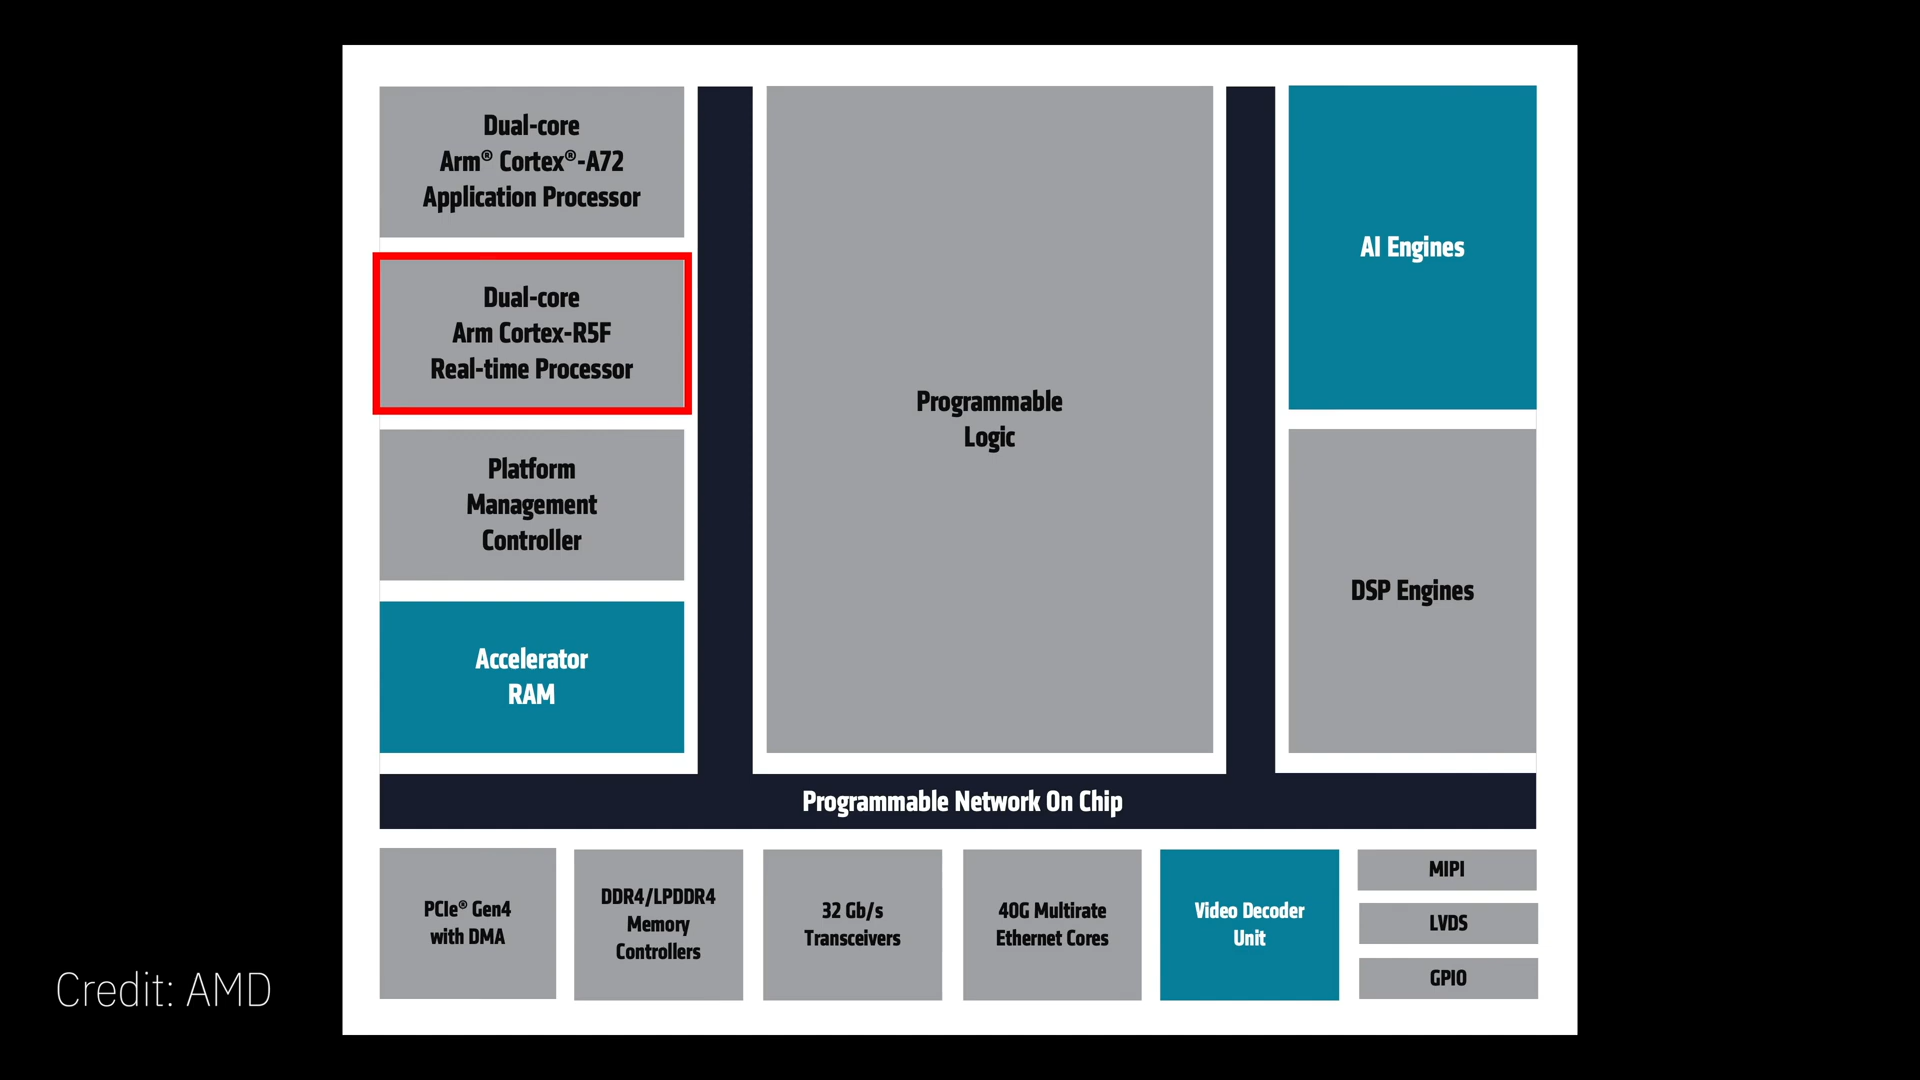 Dual-core
Arm® Cortex®-A72
Application Processor
Dual-core
Arm Cortex-R5F
Real-time Processor
Platform
Management
Controller
Accelerator
RAM
Programmable
Logic
AI Engines
DSP Engines
Programmable Network On Chip
PCIe® Gen4
with DMA
DDR4/LPDDR4
Memory
Controllers
32 Gb/s
Transceivers
40G Multirate
Ethernet Cores
Video Decoder
Unit
MIPI
LVDS
GPIO
Credit: AMD